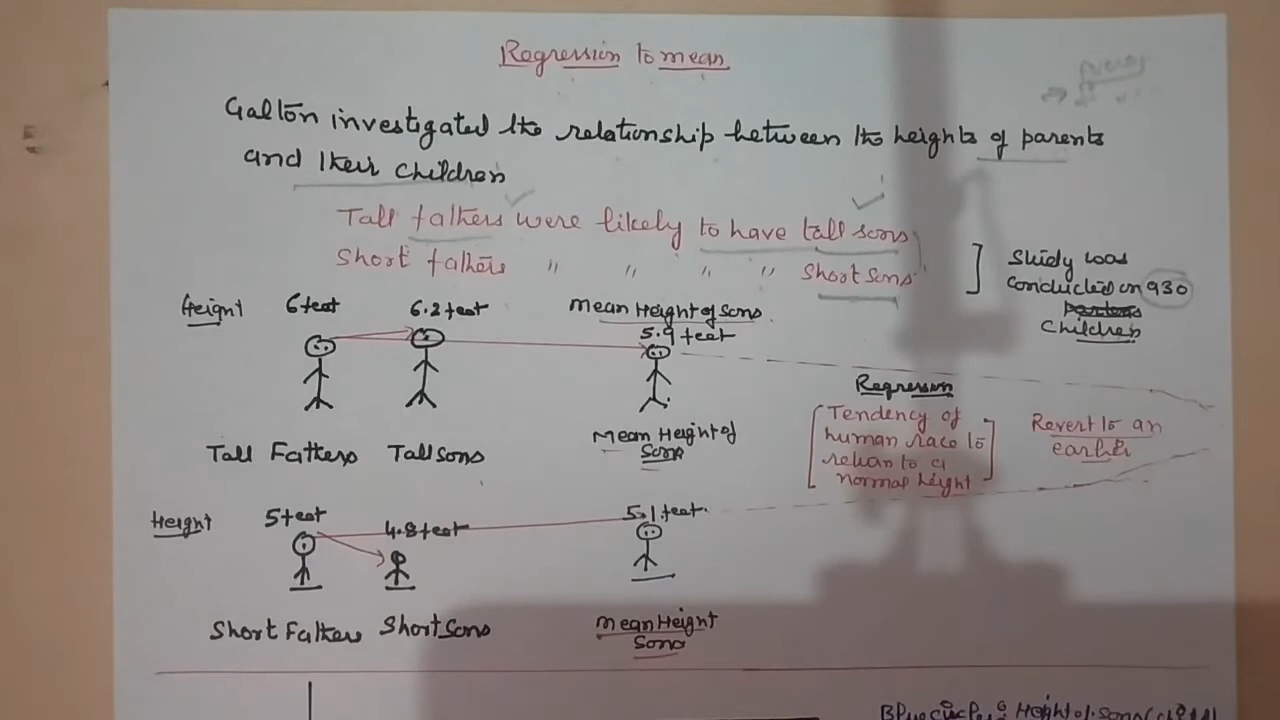 Regression to mean
Galton investigated the relationship between the heights of parents
and their children
Tall fathers were likely to have tall sons
Short fathers " " " " Short sons
Study was
conducted on 930
Children
Height 6 feet 6.2 feet Mean Height of Sons
5.9 feet
Tall Fathers Tall sons Mean Height of
Sons
Regression
Tendency of
human race to
return to a
normal height
Revert to an
earlier
Height 5 feet 4.8 feet 5.1 feet.
Short Fathers Short Sons Mean Height
Sons
Height of son